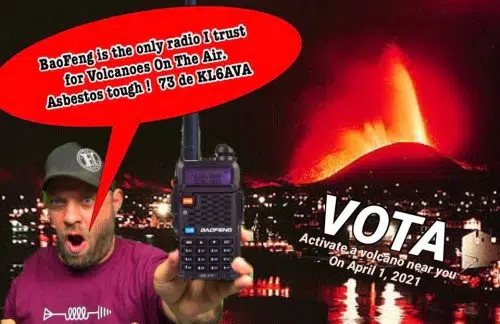 BaoFeng is the only radio I trust
for Volcanoes On The Air.
Asbestos tough ! 73 de KL6AVA
BAOFENG
VOTA
Activate a volcano near you
On April 1, 2021